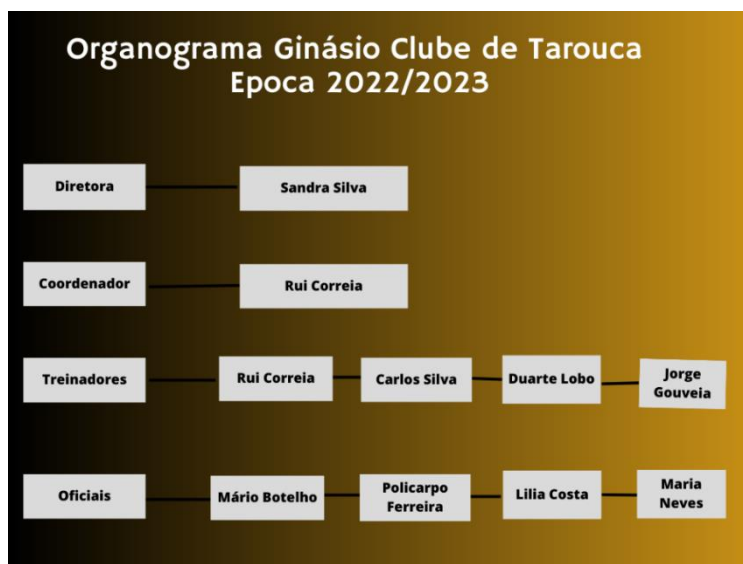 Organograma Ginásio Clube de Tarouca
Epoca 2022/2023
Diretora
Sandra Silva
Coordenador
Rui Correia
Treinadores
Rui Correia
Carlos Silva
Duarte Lobo
Jorge
Gouveia
Oficiais
Mário Botelho
Policarpo
Ferreira
Lilia Costa
Maria
Neves